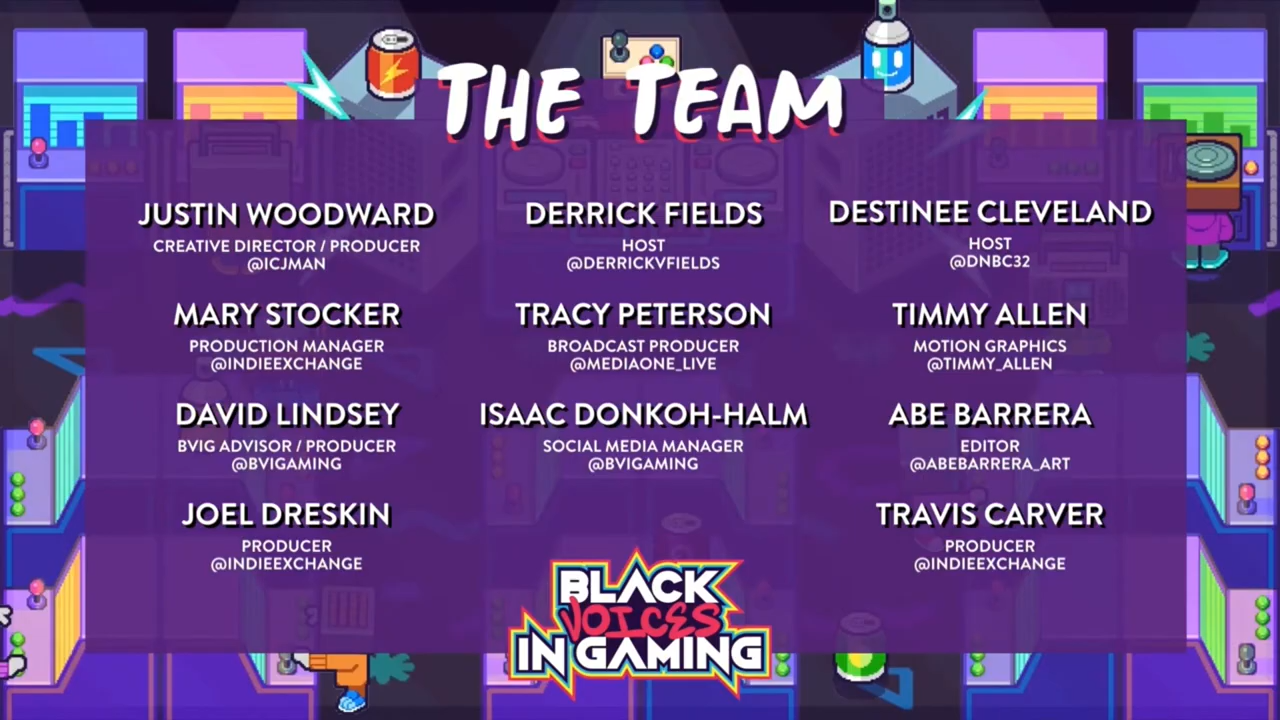 THE TEAM
JUSTIN WOODWARD
CREATIVE DIRECTOR / PRODUCER
@ICJMAN
DERRICK FIELDS
HOST
@DERRICKVFIELDS
DESTINEE CLEVELAND
HOST
@DNBC32
MARY STOCKER
PRODUCTION MANAGER
@INDIEEXCHANGE
TRACY PETERSON
BROADCAST PRODUCER
@MEDIAONE_LIVE
TIMMY ALLEN
MOTION GRAPHICS
@TIMMY_ALLEN
DAVID LINDSEY
BVIG ADVISOR / PRODUCER
@BVIGAMING
ISAAC DONKOH-HALM
SOCIAL MEDIA MANAGER
@BVIGAMING
ABE BARRERA
EDITOR
@ABEBARRERA_ART
JOEL DRESKIN
PRODUCER
@INDIEEXCHANGE
TRAVIS CARVER
PRODUCER
@INDIEEXCHANGE
BLACK
VOICES
IN GAMING